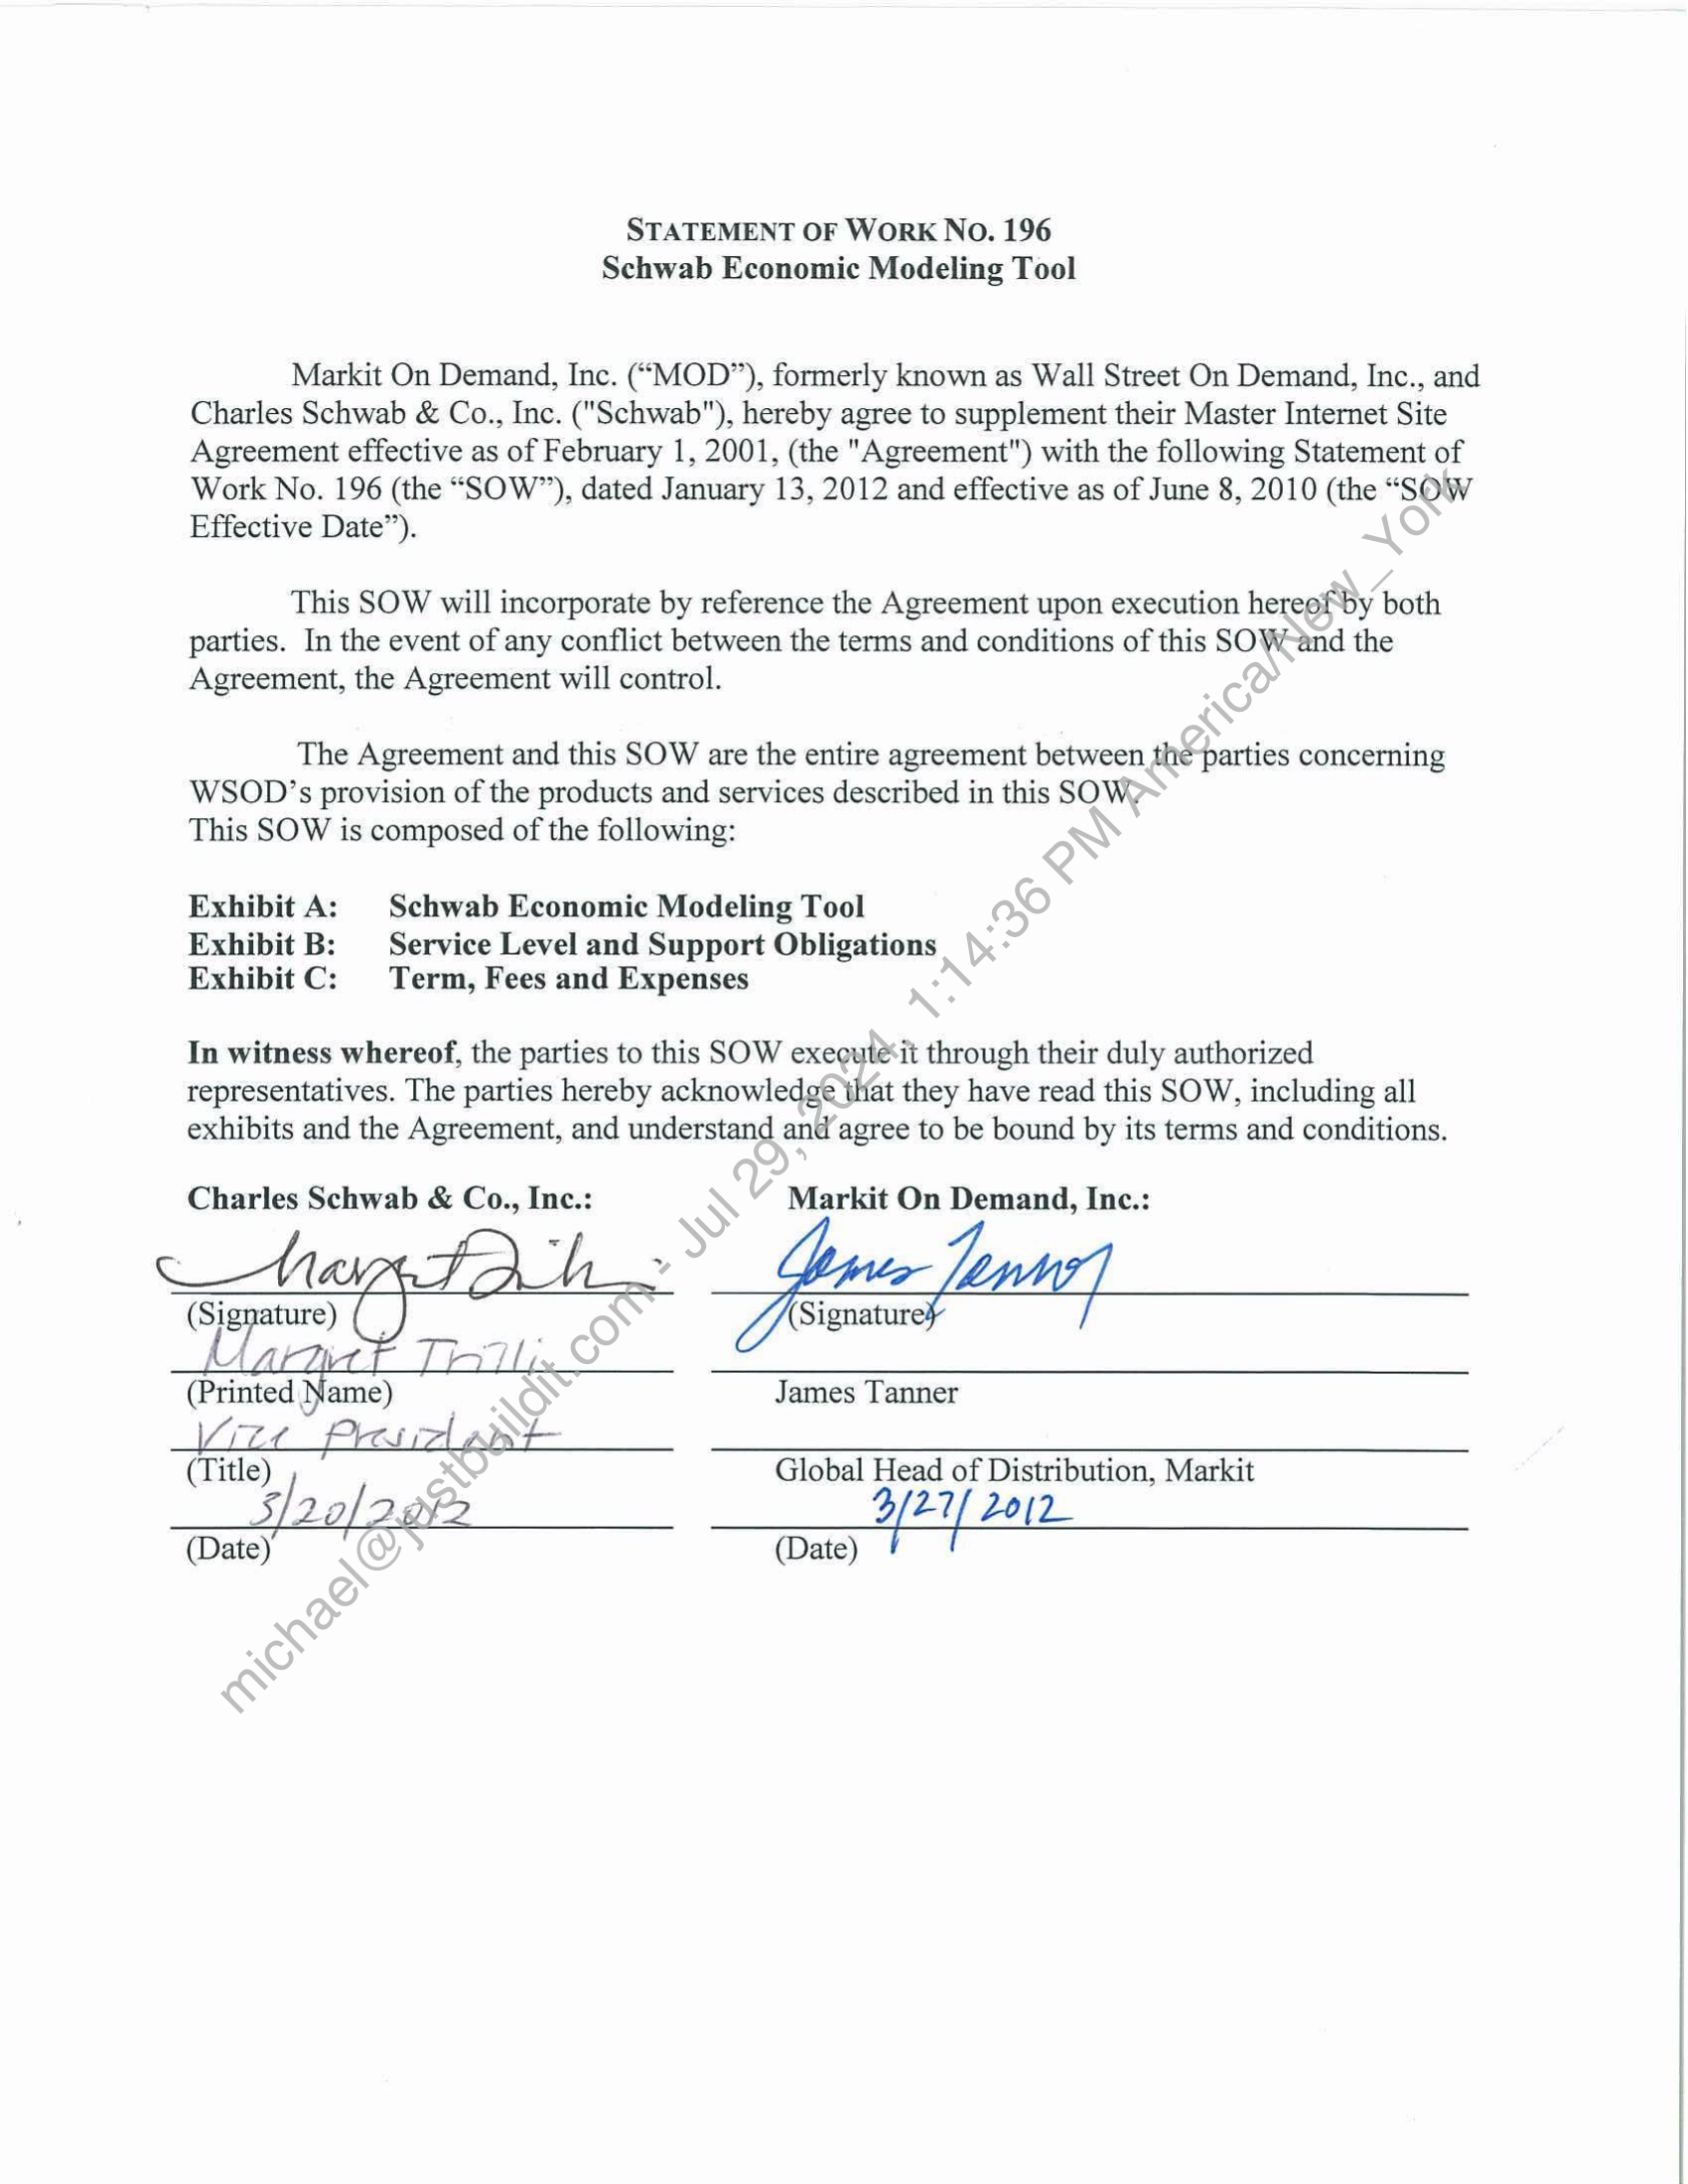 STATEMENT OF WORK NO. 196
Schwab Economic Modeling Tool
Markit On Demand, Inc. (“MOD”), formerly known as Wall Street On Demand, Inc., and
Charles Schwab & Co., Inc. ("Schwab"), hereby agree to supplement their Master Internet Site
Agreement effective as of February 1, 2001, (the "Agreement") with the following Statement of
Work No. 196 (the “SOW”), dated January 13, 2012 and effective as of June 8, 2010 (the “SOW
Effective Date”).
This SOW will incorporate by reference the Agreement upon execution hereof by both
parties. In the event of any conflict between the terms and conditions of this SOW and the
Agreement, the Agreement will control.
The Agreement and this SOW are the entire agreement between the parties concerning
WSOD’s provision of the products and services described in this SOW.
This SOW is composed of the following:
Exhibit A: Schwab Economic Modeling Tool
Exhibit B: Service Level and Support Obligations
Exhibit C: Term, Fees and Expenses
In witness whereof, the parties to this SOW execute it through their duly authorized
representatives. The parties hereby acknowledge that they have read this SOW, including all
exhibits and the Agreement, and understand and agree to be bound by its terms and conditions.
Charles Schwab & Co., Inc.: Markit On Demand, Inc.:
James Tanner
(Signature) (Signature)
Margret
(Printed Name) James Tanner
Vice President
(Title) Global Head of Distribution, Markit
3/20/2012 3/27/2012
(Date) (Date)
michael@justbuildit.com - Jul 29, 2024, 1:14:36 PM America/New_York